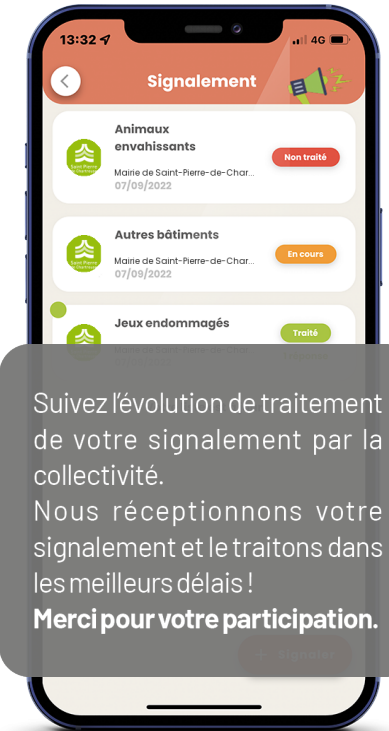 13:32
4G
Signalement
Animaux
envahissants
Mairie de Saint-Pierre-de-Char...
07/09/2022
Non traité
Autres bâtiments
Mairie de Saint-Pierre-de-Char...
07/09/2022
En cours
Jeux endommagés
Traité
Suivez l’évolution de traitement
de votre signalement par la
collectivité.
Nous réceptionnons votre
signalement et le traitons dans
les meilleurs délais !
Merci pour votre participation.
+ Signaler